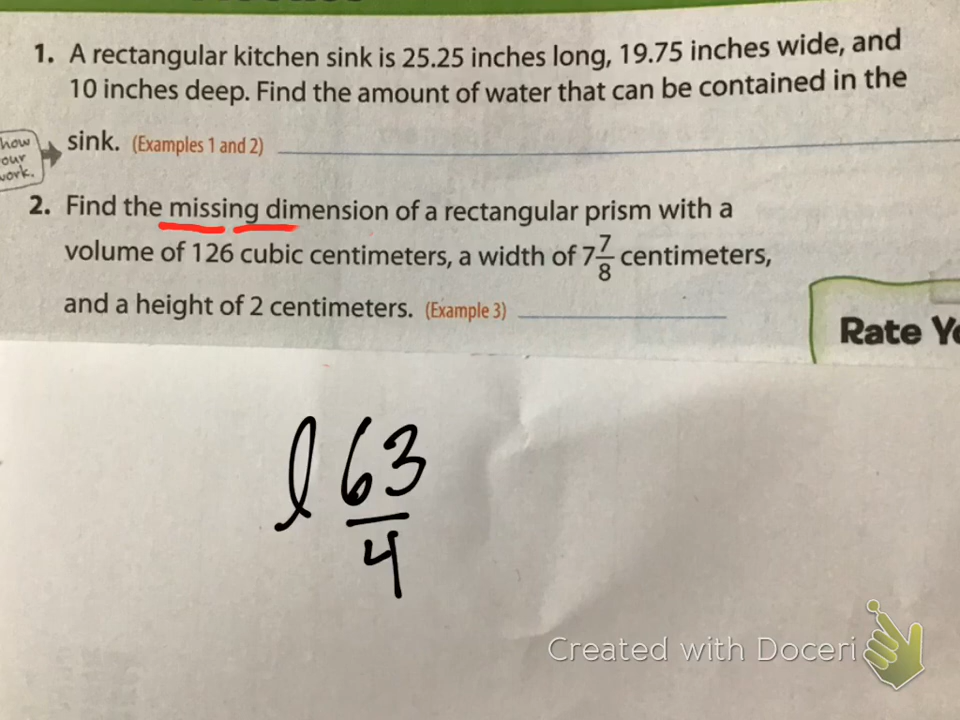 1. A rectangular kitchen sink is 25.25 inches long, 19.75 inches wide, and
10 inches deep. Find the amount of water that can be contained in the
sink. (Examples 1 and 2)
how
our
work.
2. Find the missing dimension of a rectangular prism with a
volume of 126 cubic centimeters, a width of 7 7/8 centimeters,
and a height of 2 centimeters. (Example 3)
Rate Yo
l 63/4
Created with Doceri